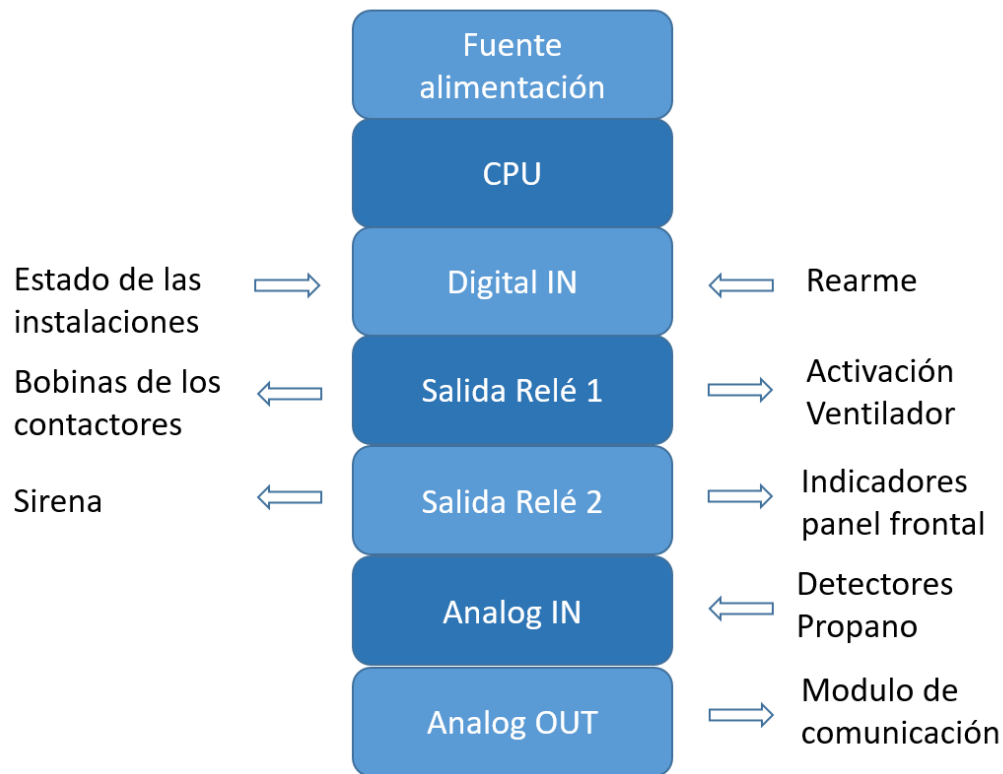 Fuente
alimentación
CPU
Estado de las
instalaciones
Digital IN
Rearme
Bobinas de los
contactores
Salida Relé 1
Activación
Ventilador
Sirena
Salida Relé 2
Indicadores
panel frontal
Analog IN
Detectores
Propano
Analog OUT
Modulo de
comunicación